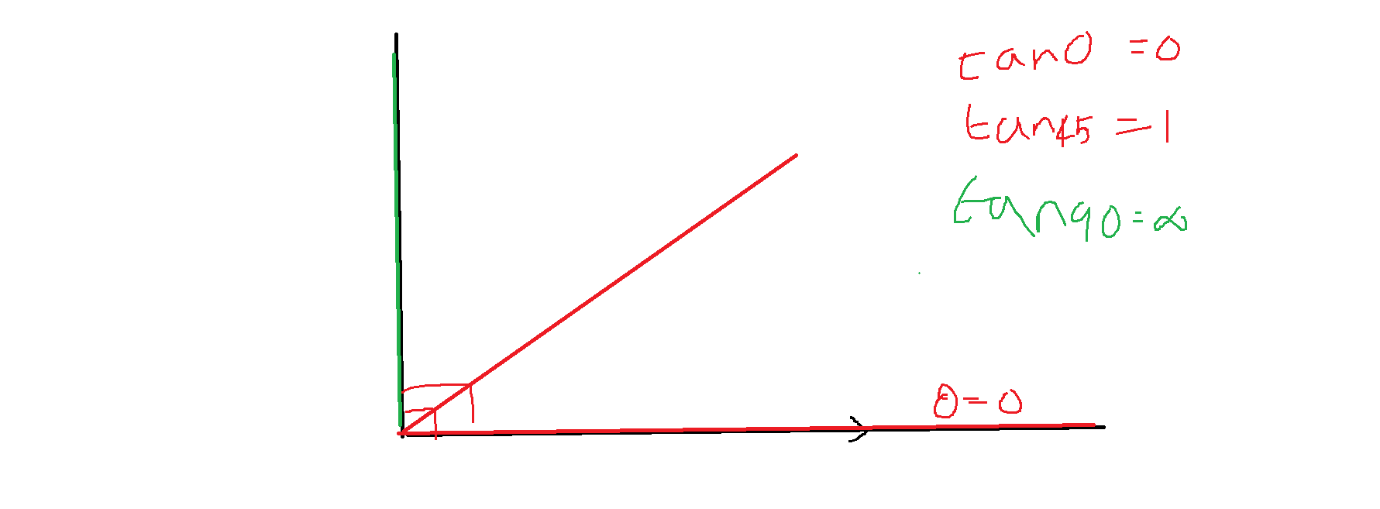 tan0 = 0
tan45 = 1
tan90 = ∞
θ = 0